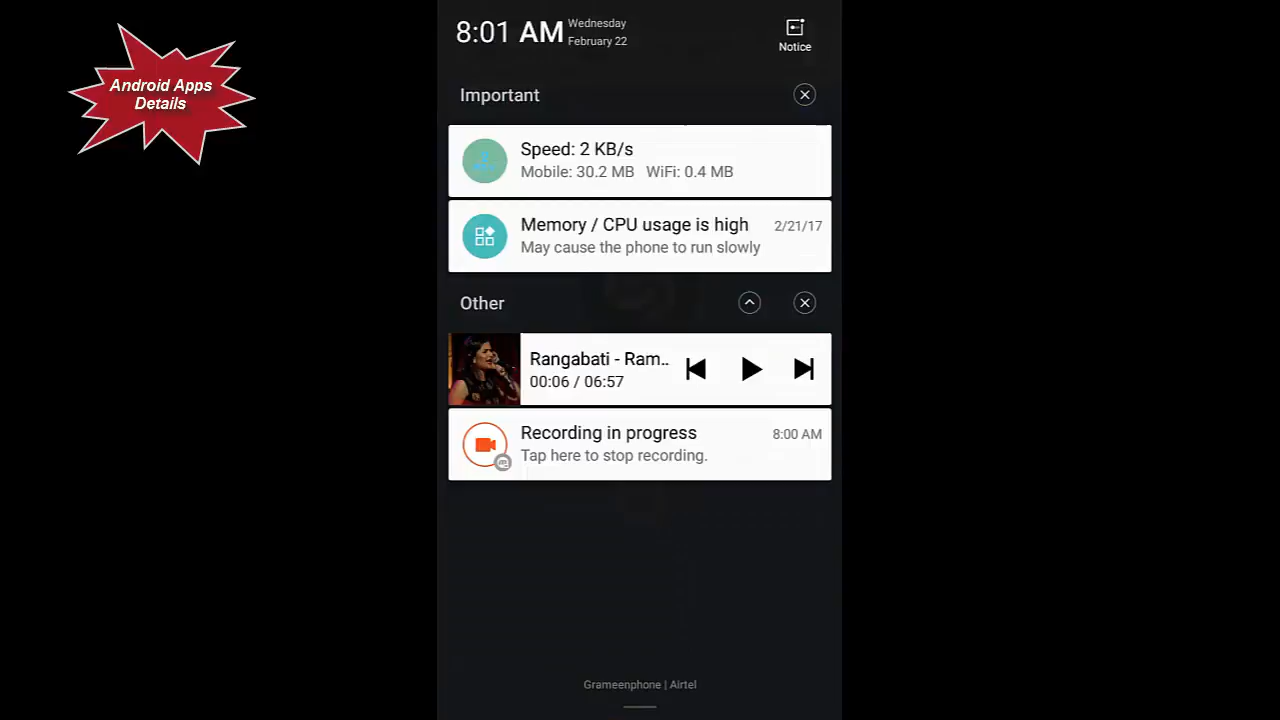 Android Apps
Details
8:01 AM
Wednesday
February 22
Notice
Important
Speed: 2 KB/s
Mobile: 30.2 MB WiFi: 0.4 MB
Memory / CPU usage is high 2/21/17
May cause the phone to run slowly
Other
Rangabati - Ram..
00:06 / 06:57
Recording in progress 8:00 AM
Tap here to stop recording.
Grameenphone | Airtel